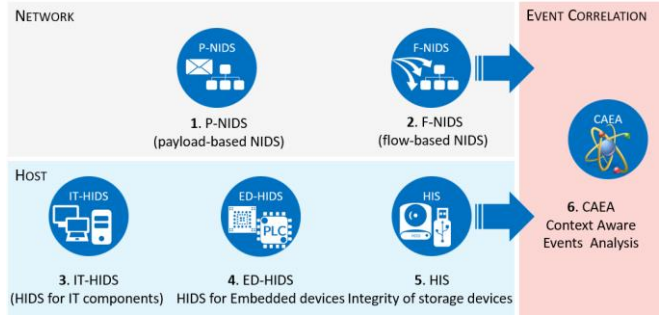 NETWORK
EVENT CORRELATION
P-NIDS
F-NIDS
1. P-NIDS
(payload-based NIDS)
2. F-NIDS
(flow-based NIDS)
CAEA
6. CAEA
Context Aware
Events Analysis
HOST
IT-HIDS
ED-HIDS
PLC
HIS
3. IT-HIDS
(HIDS for IT components)
4. ED-HIDS
HIDS for Embedded devices
5. HIS
Integrity of storage devices